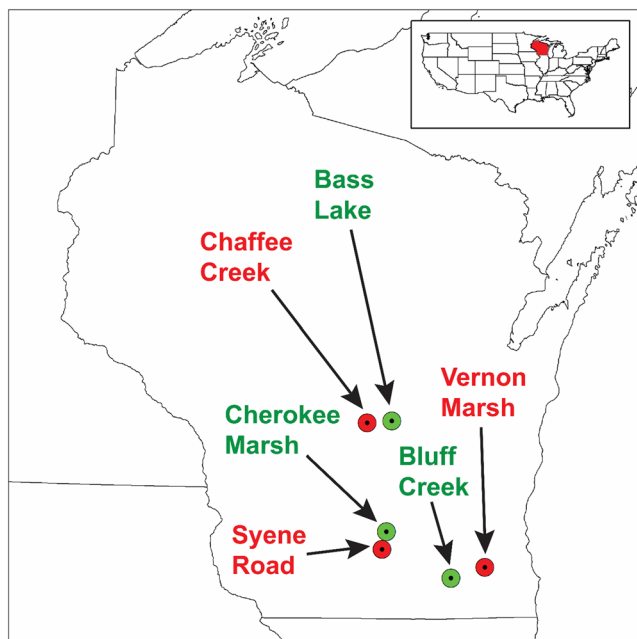 Bass
Lake
Chaffee
Creek
Vernon
Marsh
Cherokee
Marsh
Bluff
Creek
Syene
Road